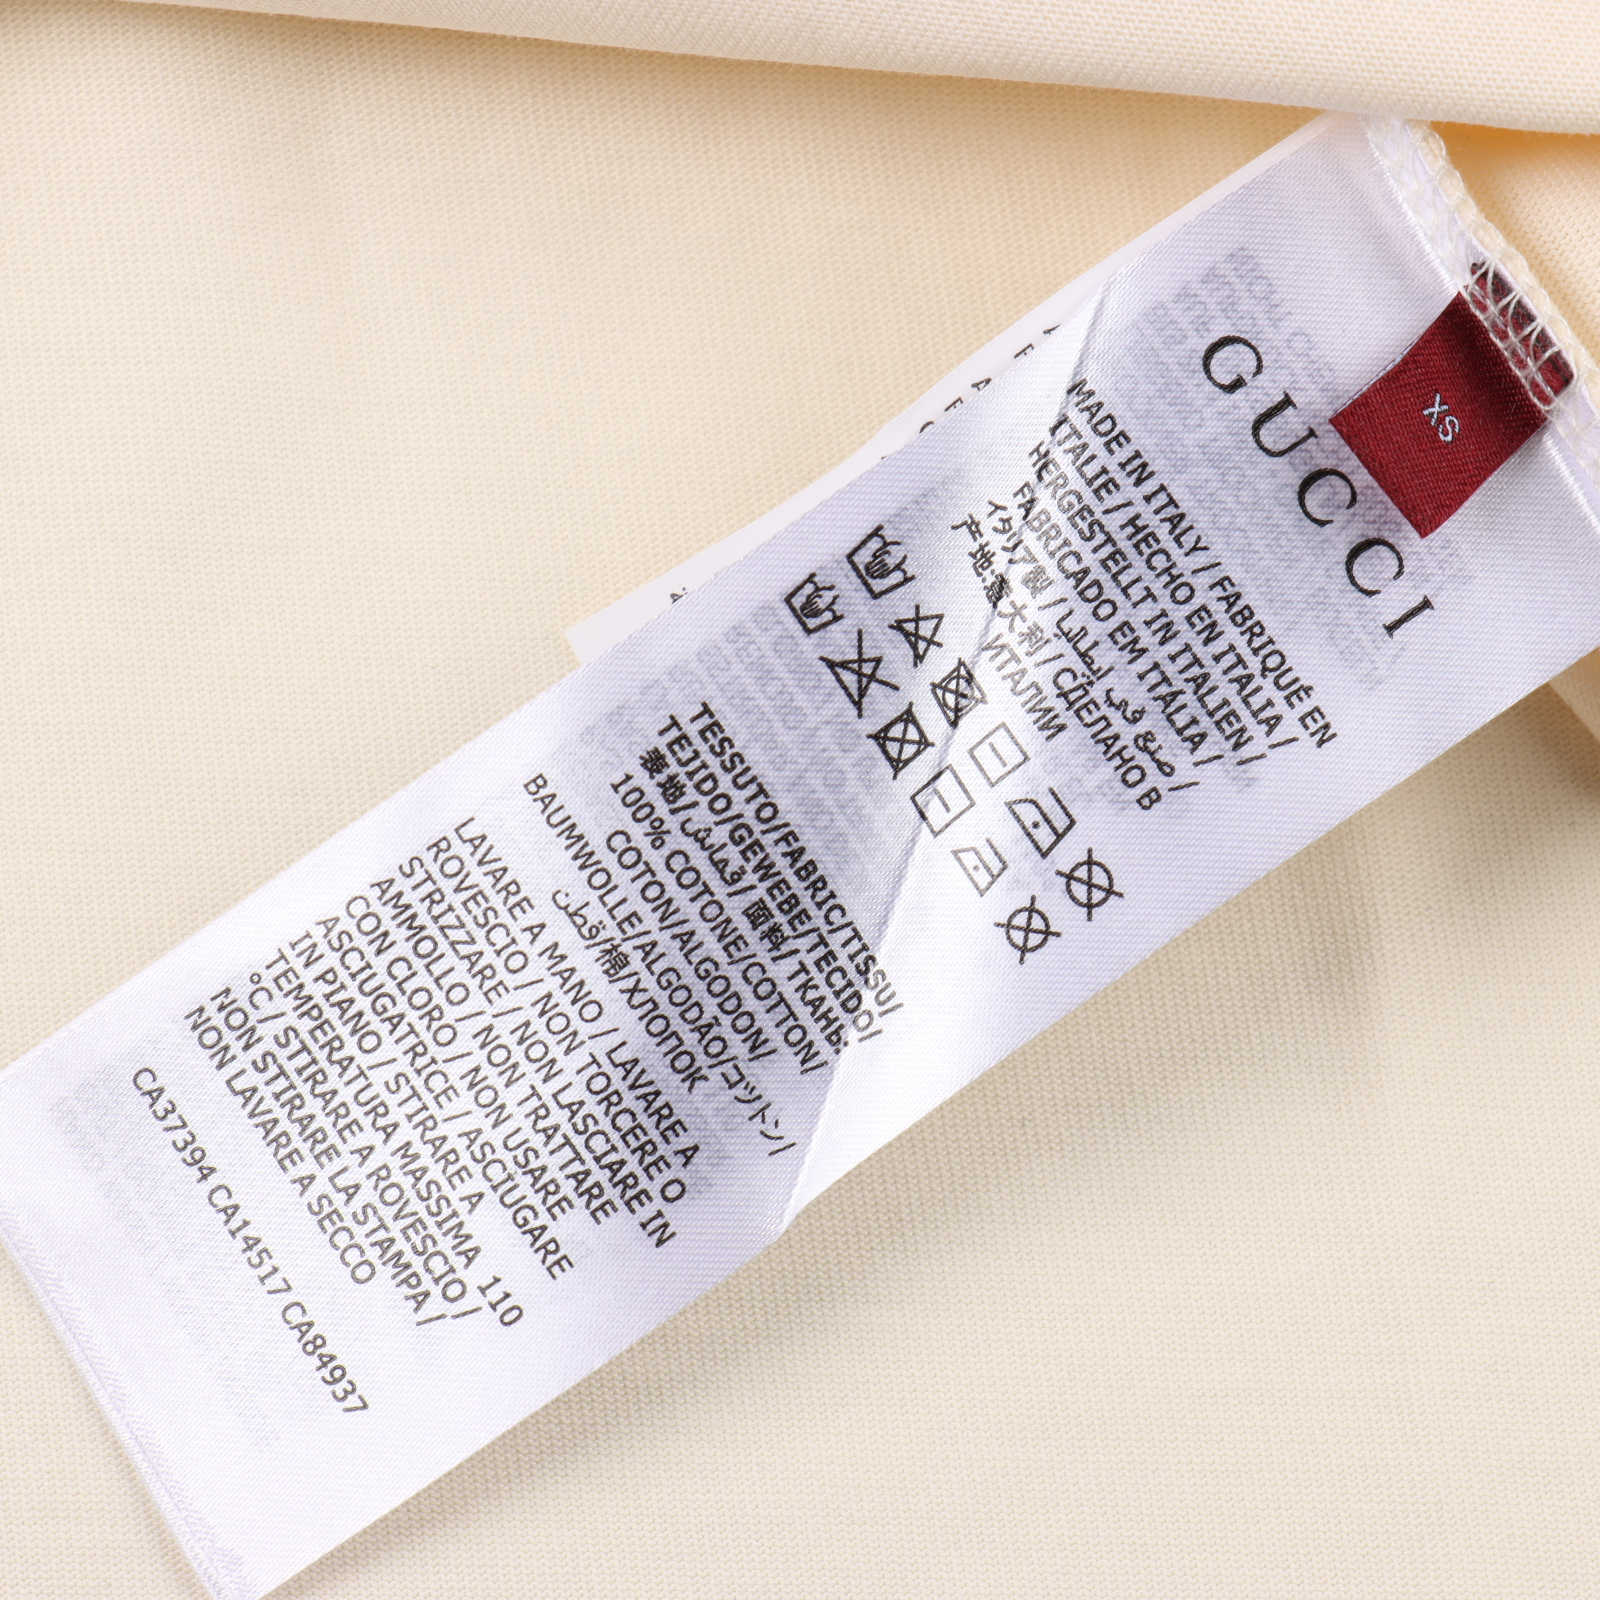 XS
GUCCI
MADE IN ITALY / FABRIQUÉ EN
ITALIE / HECHO EN ITALIA /
HERGESTELLT IN ITALIEN /
FABRICADO EM ITÁLIA /
イタリア製 / صنع في إيطاليا /
产地:意大利 / СДЕЛАНО В
ИТАЛИИ
TESSUTO/FABRIC/TISSU/
TEJIDO/GEWEBE/TECIDO/
表地/قماش/面料/ТКАНЬ:
100% COTONE/COTTON/
COTON/ALGODON/
BAUMWOLLE/ALGODÃO/コットン/
قطن/棉/ХЛОПОК
LAVARE A MANO / LAVARE A
ROVESCIO / NON TORCERE O
STRIZZARE / NON LASCIARE IN
AMMOLLO / NON TRATTARE
CON CLORO / NON USARE
ASCIUGATRICE / ASCIUGARE
IN PIANO / STIRARE A
TEMPERATURA MASSIMA 110
°C / STIRARE A ROVESCIO /
NON STIRARE LA STAMPA /
NON LAVARE A SECCO
CA37394 CA14517 CA84937